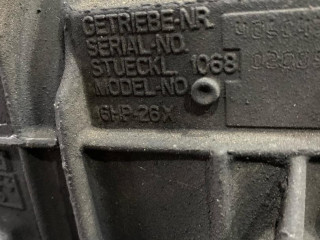 GETRIEBE-NR.
SERIAL-NO.
STUECKL. 1068
MODEL-NO
6HP-26X